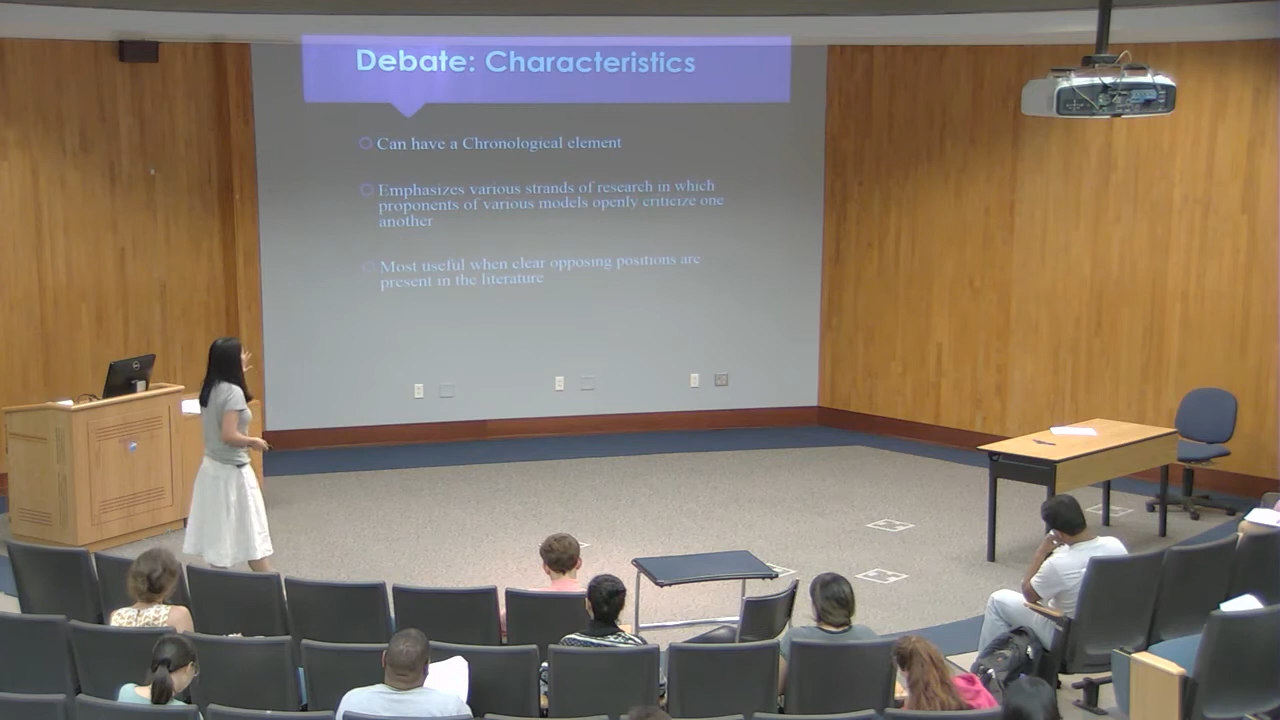 Debate: Characteristics
Can have a Chronological element
Emphasizes various strands of research in which
proponents of various models openly criticize one
another
Most useful when clear opposing positions are
present in the literature